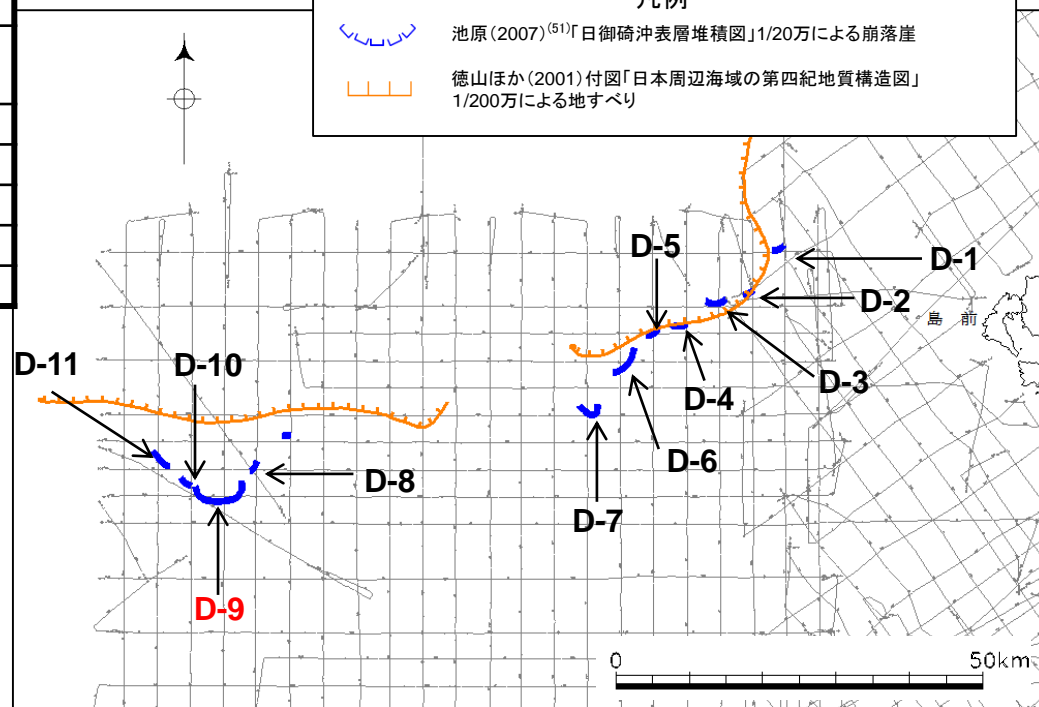 凡例
池原(2007)(51)「日御碕沖表層堆積図」1/20万による崩落崖
徳山ほか(2001)付図「日本周辺海域の第四紀地質構造図」
1/200万による地すべり
D-5
D-1
D-2
島 前
D-11
D-10
D-3
D-4
D-6
D-8
D-7
D-9
0
50km